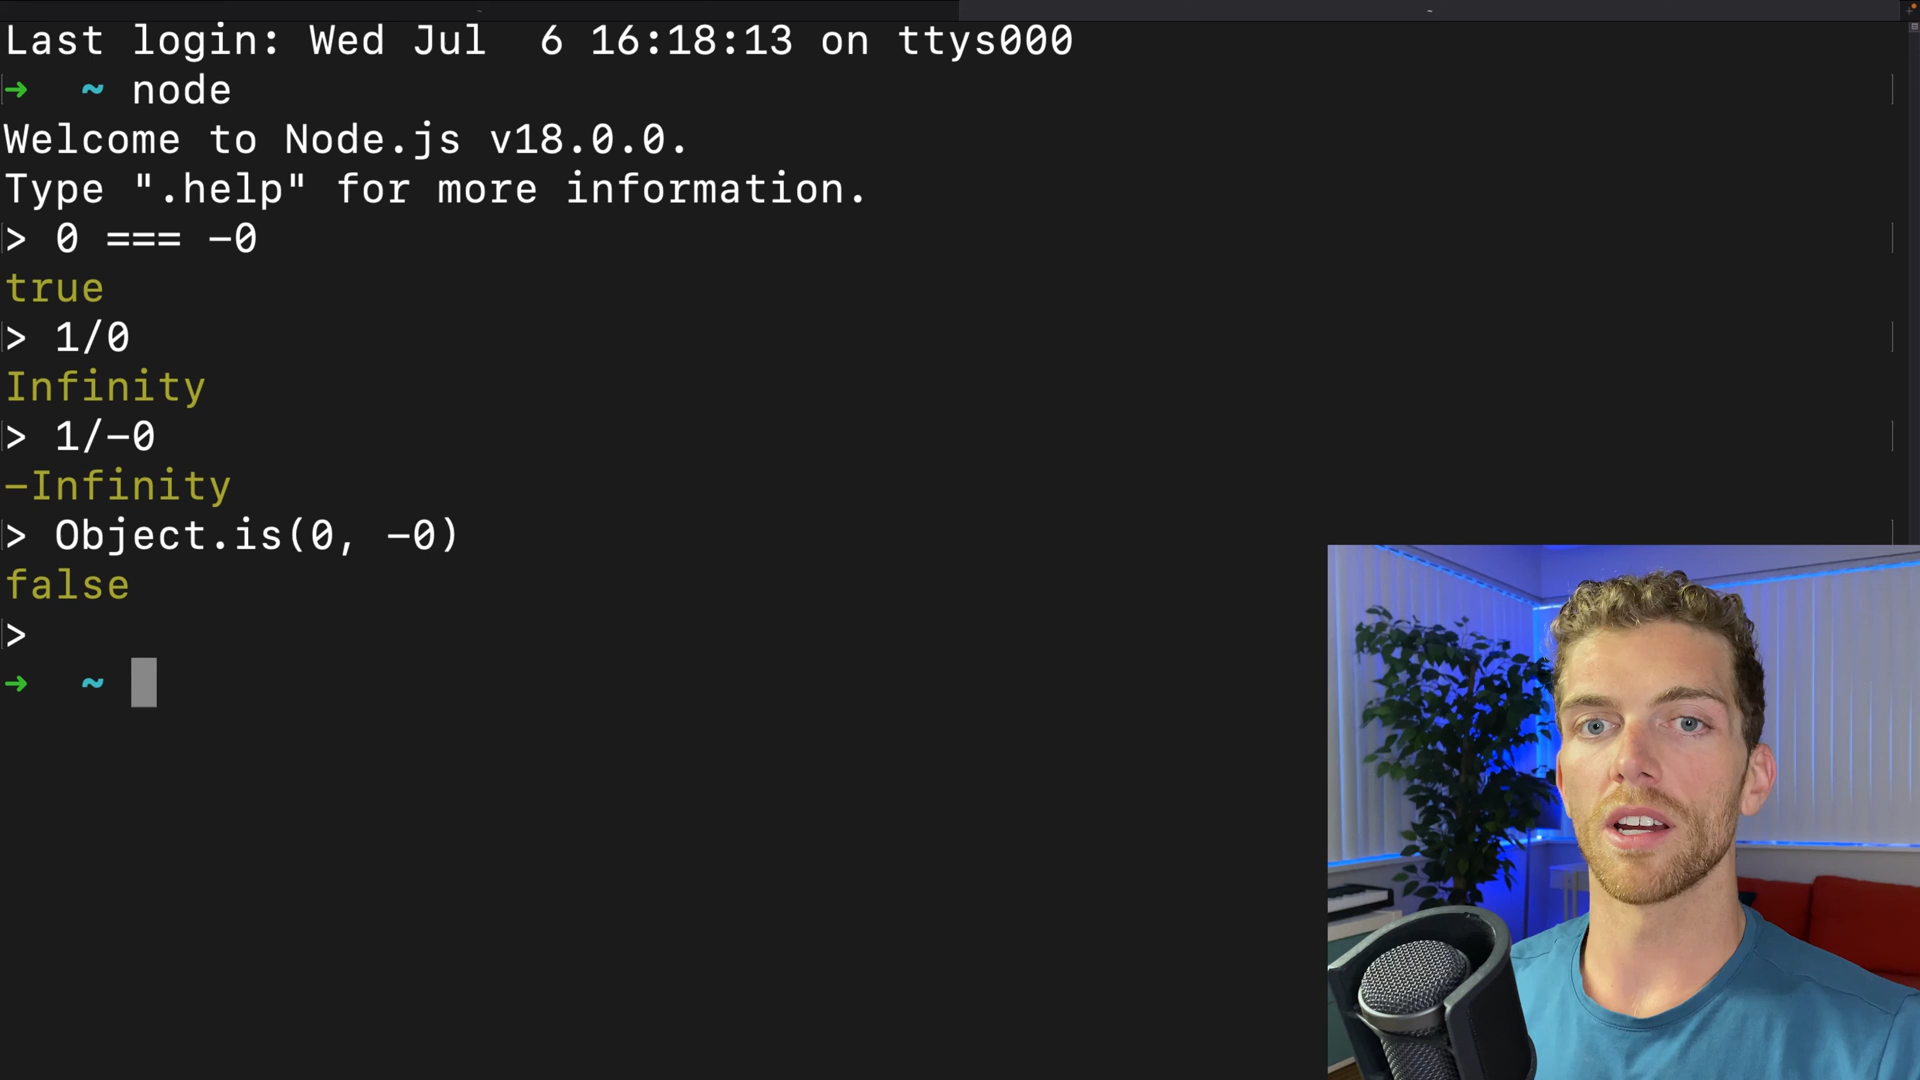 Last login: Wed Jul  6 16:18:13 on ttys000
➜  ~ node
Welcome to Node.js v18.0.0.
Type ".help" for more information.
> 0 === -0
true
> 1/0
Infinity
> 1/-0
-Infinity
> Object.is(0, -0)
false
>
➜  ~